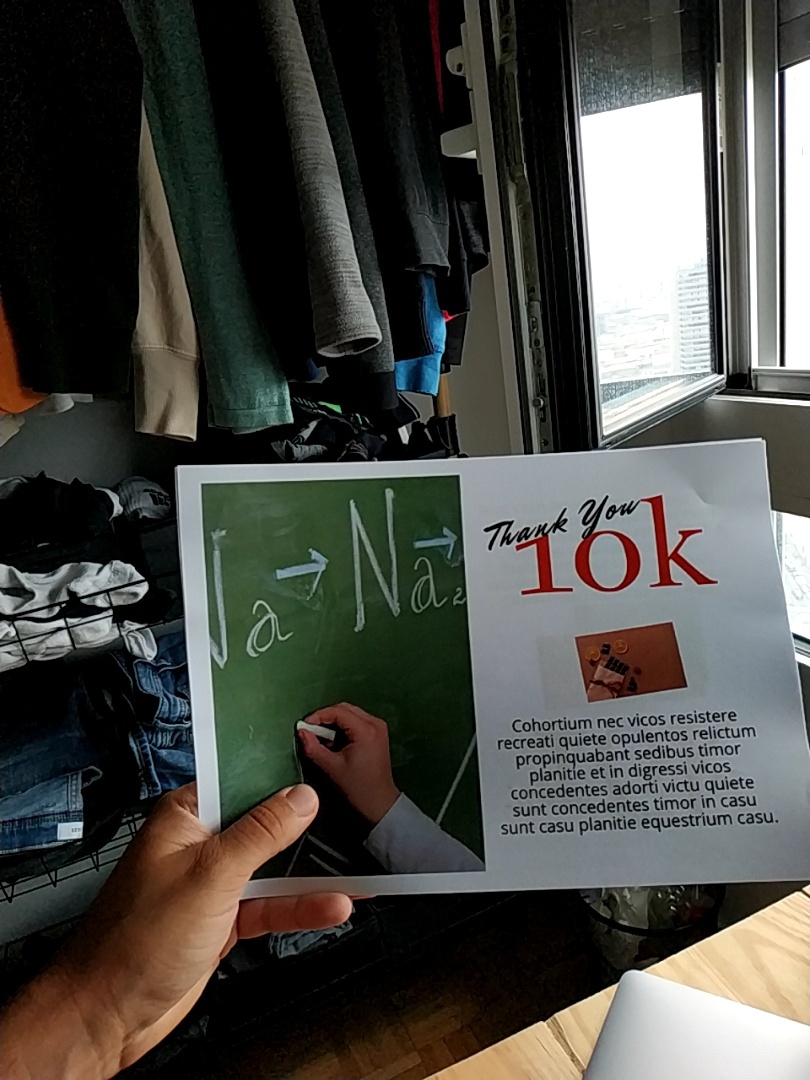 Na → Na₂
Thank You
10k
Cohortium nec vicos resistere
recreati quiete opulentos relictum
propinquabant sedibus timor
planitie et in digressi vicos
concedentes adorti victu quiete
sunt concedentes timor in casu
sunt casu planitie equestrium casu.